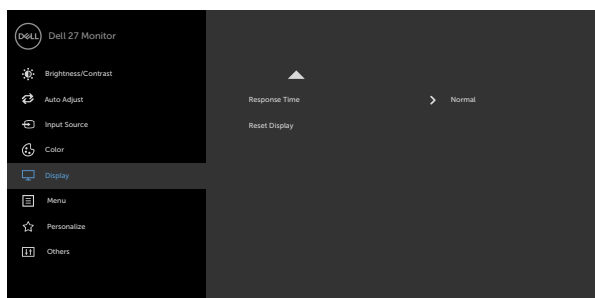 DELL Dell 27 Monitor
Brightness/Contrast
Auto Adjust
Response Time Normal
Input Source
Reset Display
Color
Display
Menu
Personalize
Others